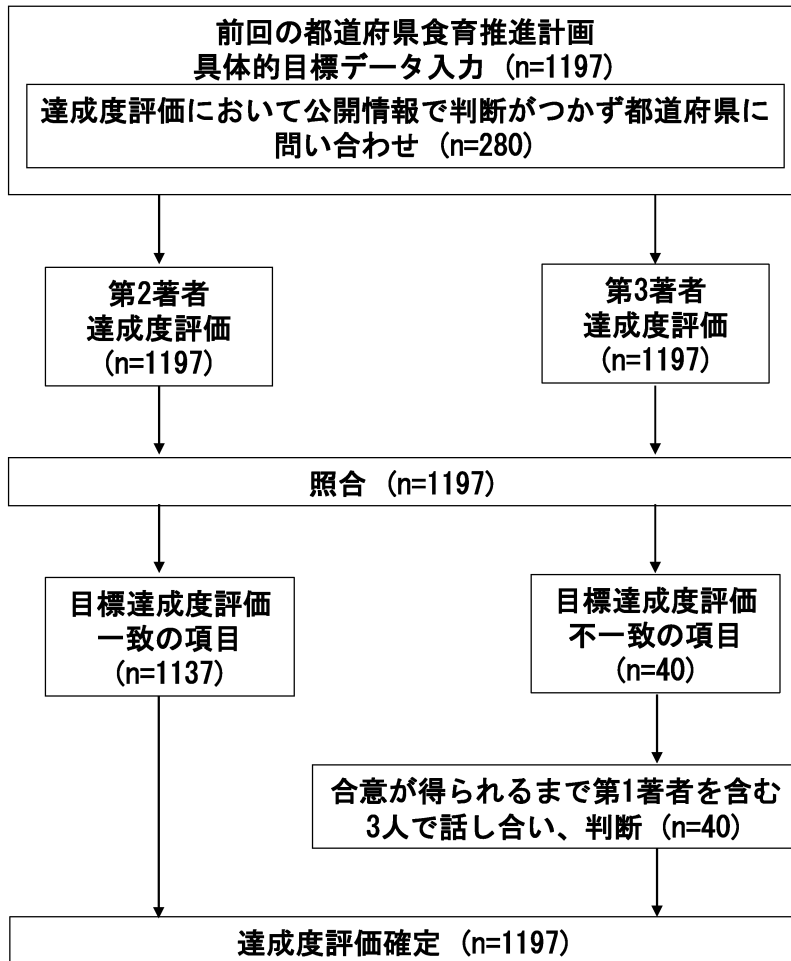 前回の都道府県食育推進計画
具体的目標データ入力 (n=1197)
達成度評価において公開情報で判断がつかず都道府県に
問い合わせ (n=280)
第2著者
達成度評価
(n=1197)
第3著者
達成度評価
(n=1197)
照合 (n=1197)
目標達成度評価
一致の項目
(n=1137)
目標達成度評価
不一致の項目
(n=40)
合意が得られるまで第1著者を含む
3人で話し合い、判断 (n=40)
達成度評価確定 (n=1197)